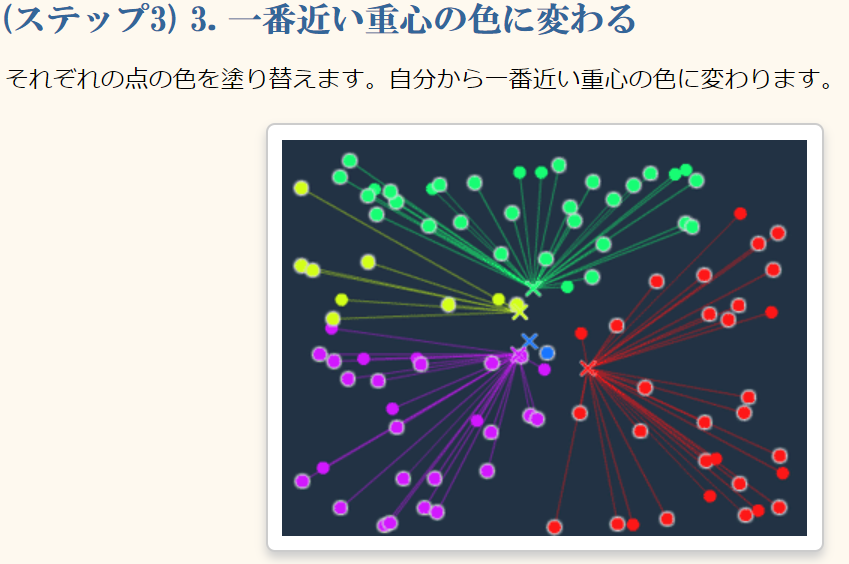 (ステップ3) 3. 一番近い重心の色に変わる
それぞれの点の色を塗り替えます。自分から一番近い重心の色に変わります。